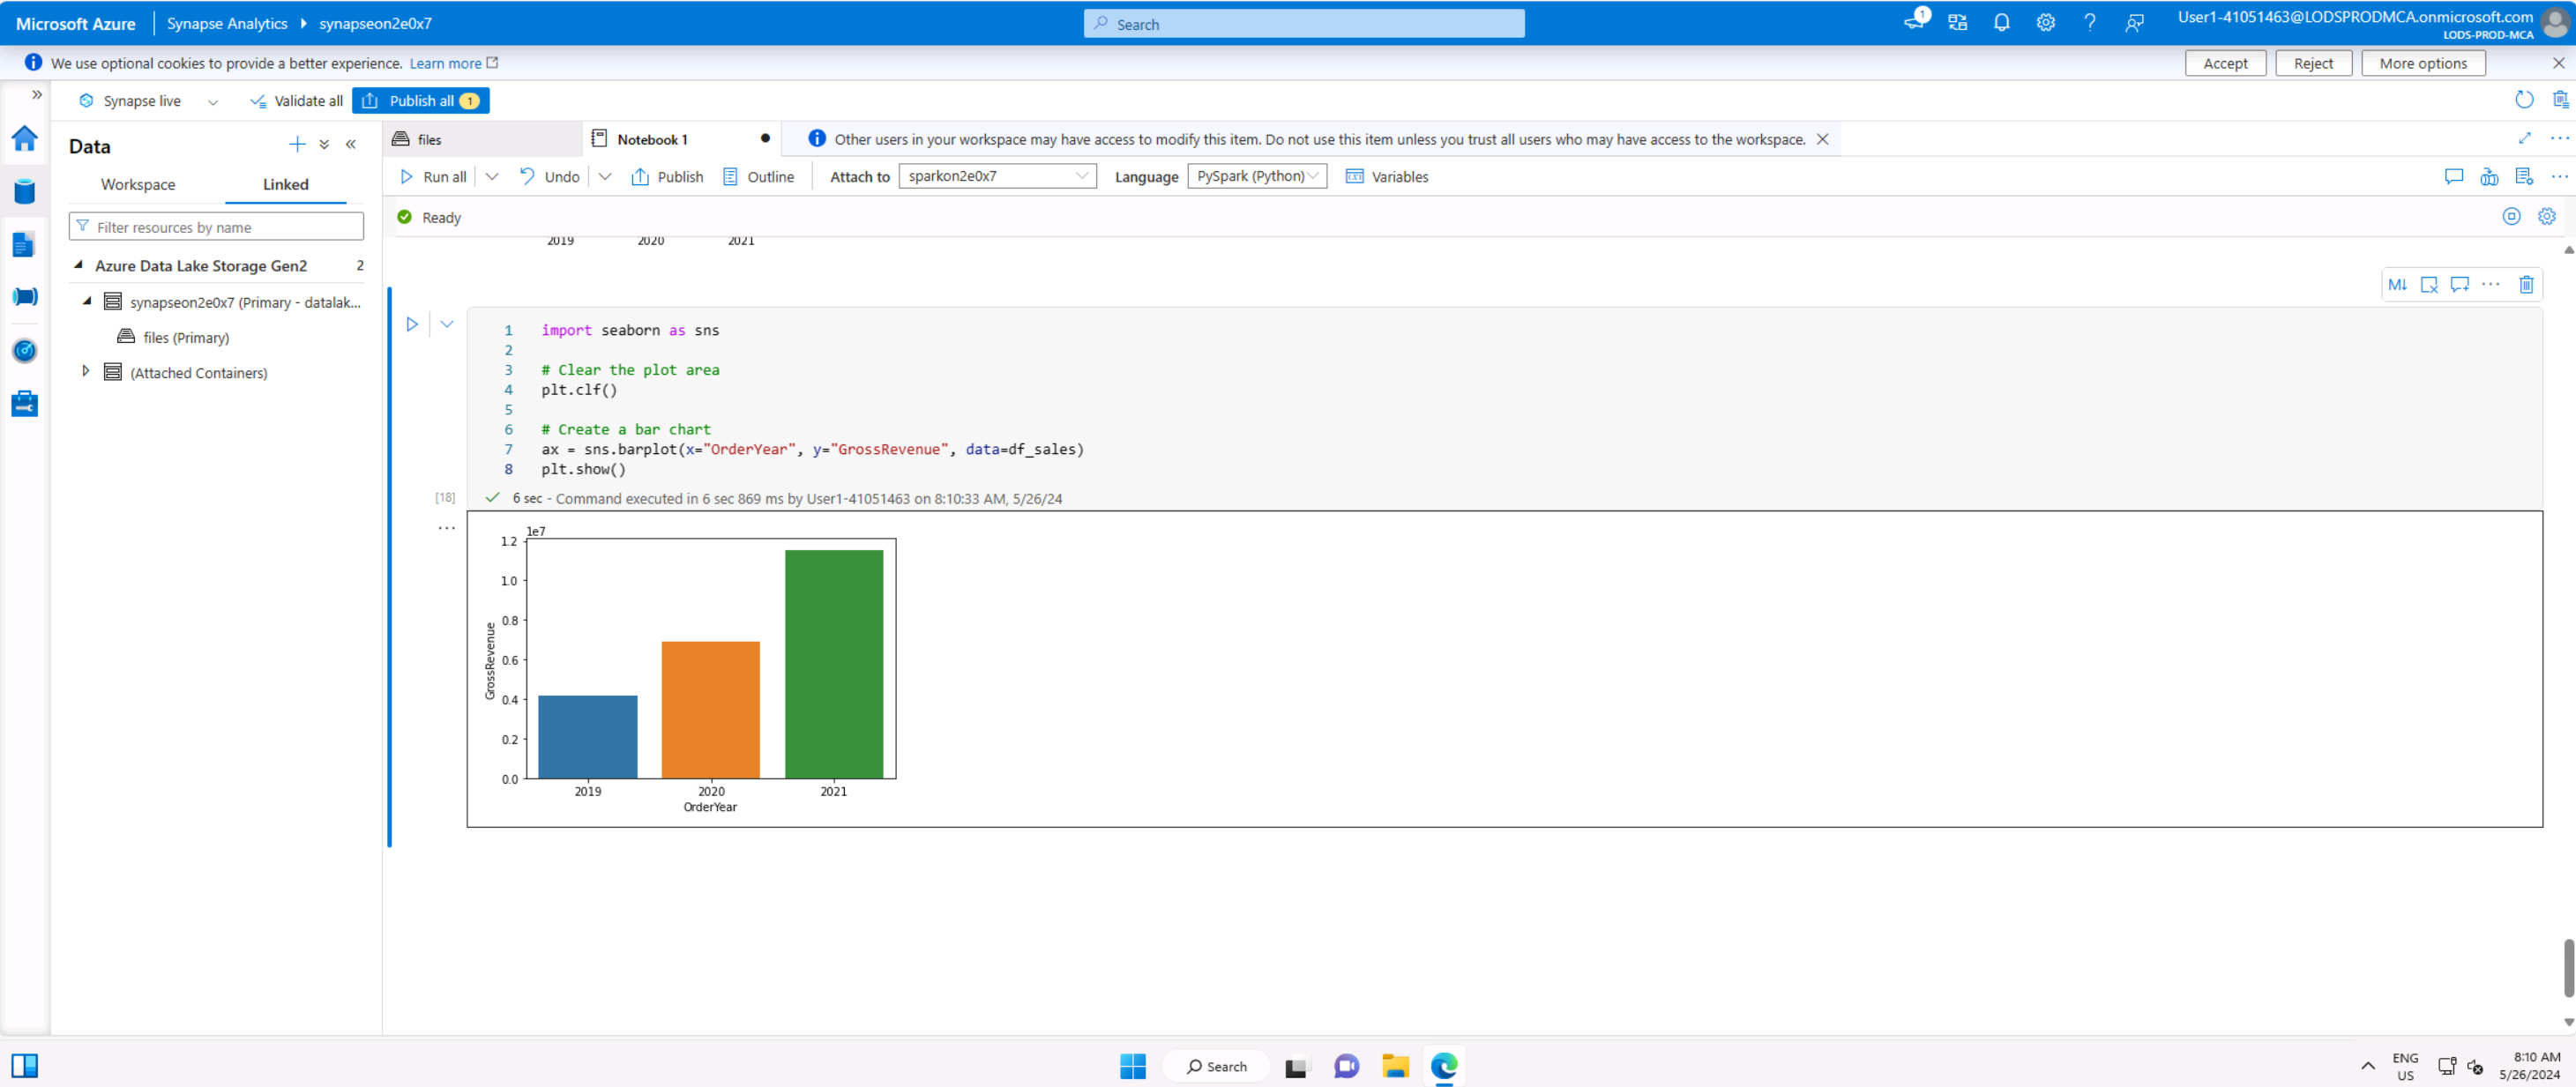 Microsoft Azure Synapse Analytics synapseon2e0x7
Search
1
User1-41051463@LODSPRODMCA.onmicrosoft.com
LODS-PROD-MCA
We use optional cookies to provide a better experience. Learn more
Accept Reject More options
Synapse live Validate all Publish all 1
Data
files Notebook 1
Other users in your workspace may have access to modify this item. Do not use this item unless you trust all users who may have access to the workspace.
Workspace Linked
Run all Undo Publish Outline Attach to sparkon2e0x7 Language PySpark (Python) Variables
Filter resources by name
Ready
2019 2020 2021
Azure Data Lake Storage Gen2 2
synapseon2e0x7 (Primary - datalak...
files (Primary)
(Attached Containers)
M↓
1 import seaborn as sns
2
3 # Clear the plot area
4 plt.clf()
5
6 # Create a bar chart
7 ax = sns.barplot(x="OrderYear", y="GrossRevenue", data=df_sales)
8 plt.show()
[18] 6 sec - Command executed in 6 sec 869 ms by User1-41051463 on 8:10:33 AM, 5/26/24
1e7
1.2
1.0
0.8
0.6
0.4
0.2
0.0
GrossRevenue
2019 2020 2021
OrderYear
Search
ENG
US
8:10 AM
5/26/2024